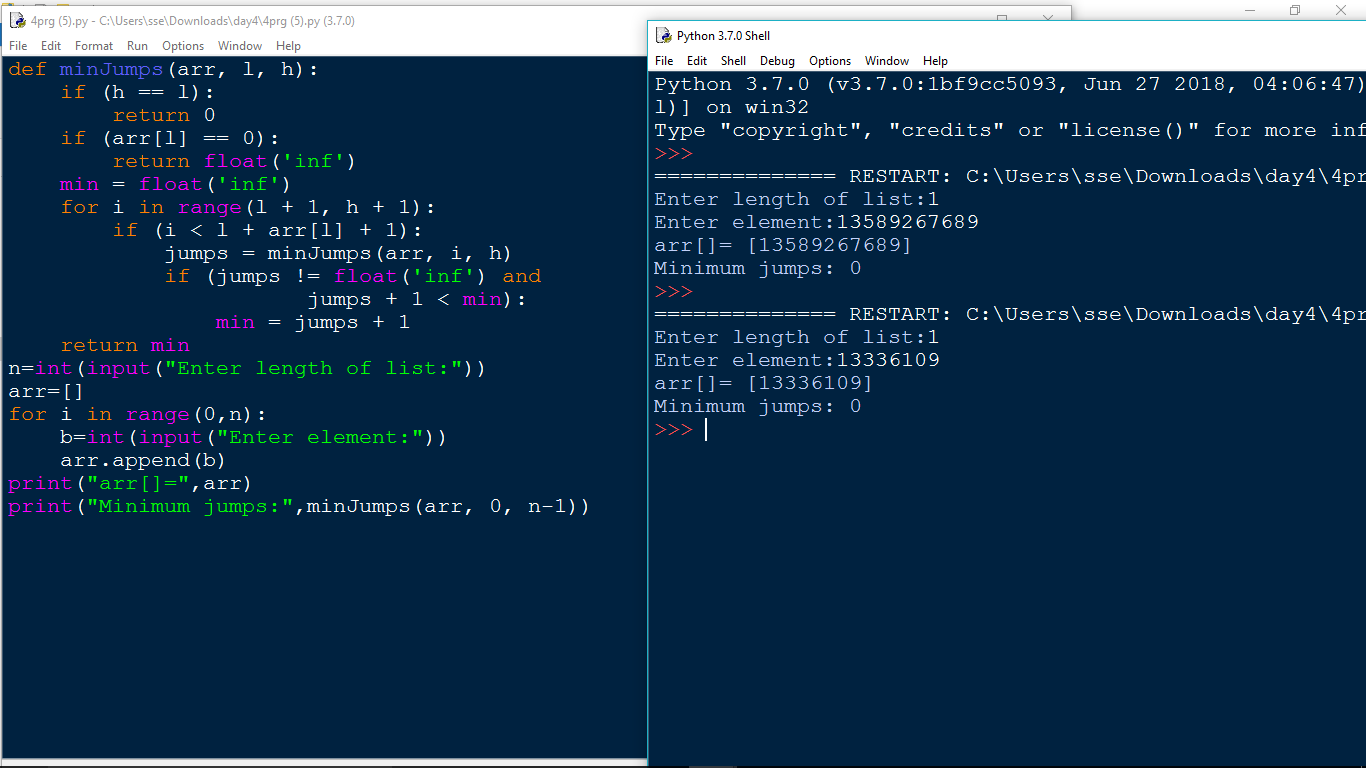 4prg (5).py - C:\Users\sse\Downloads\day4\4prg (5).py (3.7.0)
File Edit Format Run Options Window Help
def minJumps(arr, l, h):
    if (h == l):
        return 0
    if (arr[l] == 0):
        return float('inf')
    min = float('inf')
    for i in range(l + 1, h + 1):
        if (i < l + arr[l] + 1):
            jumps = minJumps(arr, i, h)
            if (jumps != float('inf') and
                       jumps + 1 < min):
                min = jumps + 1
    return min
n=int(input("Enter length of list:"))
arr=[]
for i in range(0,n):
    b=int(input("Enter element:"))
    arr.append(b)
print("arr[]=",arr)
print("Minimum jumps:",minJumps(arr, 0, n-1))
Python 3.7.0 Shell
File Edit Shell Debug Options Window Help
Python 3.7.0 (v3.7.0:1bf9cc5093, Jun 27 2018, 04:06:47)
l)] on win32
Type "copyright", "credits" or "license()" for more inf
>>>
============== RESTART: C:\Users\sse\Downloads\day4\4pr
Enter length of list:1
Enter element:13589267689
arr[]= [13589267689]
Minimum jumps: 0
>>>
============== RESTART: C:\Users\sse\Downloads\day4\4pr
Enter length of list:1
Enter element:13336109
arr[]= [13336109]
Minimum jumps: 0
>>>